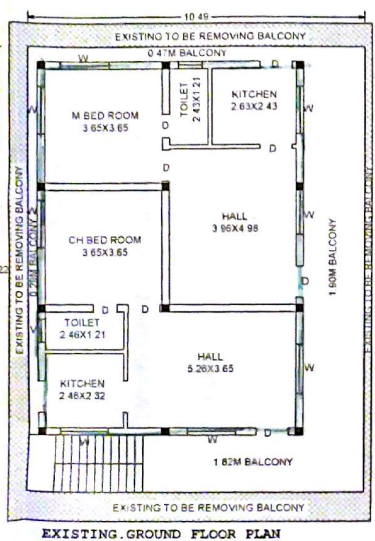 10.49
EXISTING TO BE REMOVING BALCONY
0.47M BALCONY
W
D
TOILET
2.43X1.21
KITCHEN
2.63X2.43
M BED ROOM
3.65X3.65
W
W
D
D
D
HALL
3.96X4.98
W
CH BED ROOM
3.65X3.65
W
EXISTING TO BE REMOVING BALCONY
1.90M BALCONY
EXISTING TO BE REMOVING BALCONY
D
D
D
TOILET
2.46X1.21
HALL
5.26X3.65
W
KITCHEN
2.46X2.32
W
W
D
1.82M BALCONY
EXISTING TO BE REMOVING BALCONY
EXISTING.GROUND FLOOR PLAN